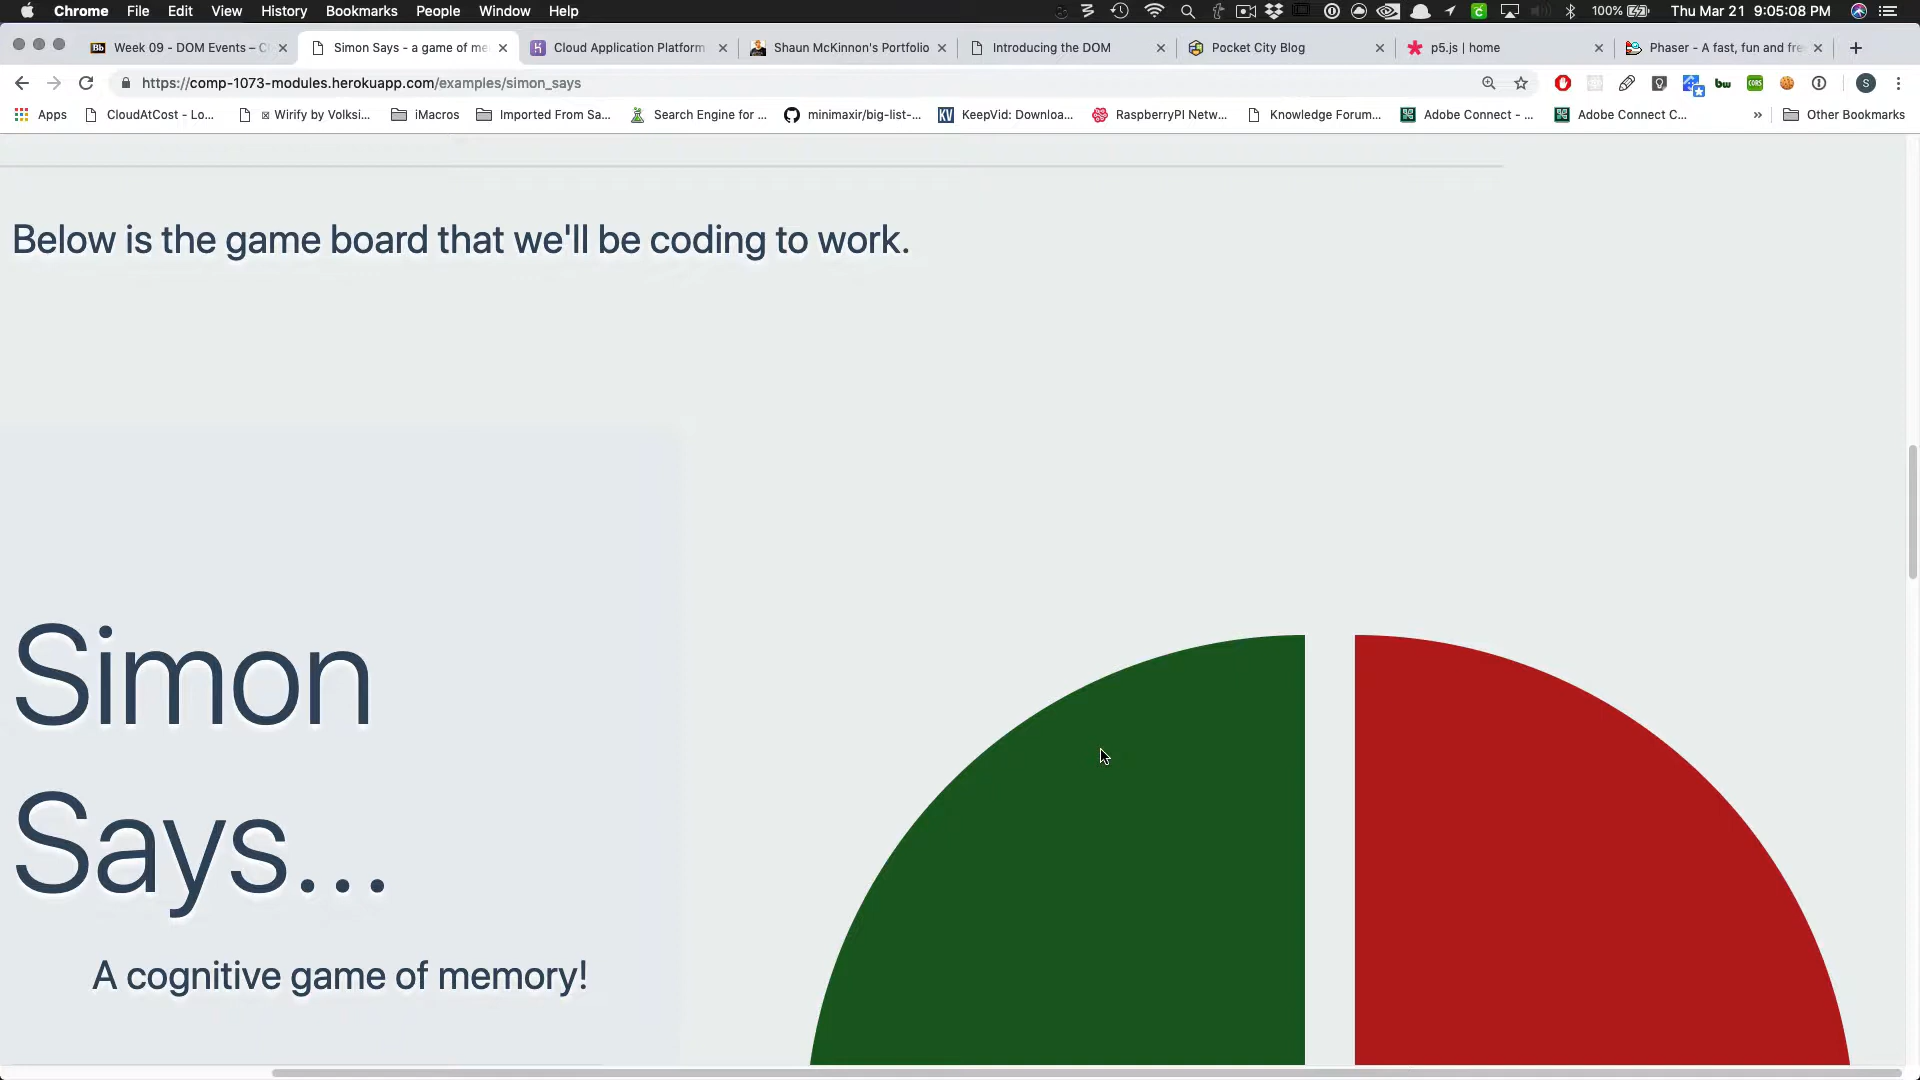 Chrome File Edit View History Bookmarks People Window Help 100% Thu Mar 21 9:05:08 PM
Week 09 - DOM Events – C
Simon Says - a game of me
Cloud Application Platform
Shaun McKinnon's Portfolio
Introducing the DOM
Pocket City Blog
p5.js | home
Phaser - A fast, fun and fre
https://comp-1073-modules.herokuapp.com/examples/simon_says
Apps CloudAtCost - Lo... Wirify by Volksi... iMacros Imported From Sa... Search Engine for ... minimaxir/big-list-... KeepVid: Downloa... RaspberryPI Netw... Knowledge Forum... Adobe Connect - ... Adobe Connect C... » Other Bookmarks
Below is the game board that we'll be coding to work.
Simon
Says...
A cognitive game of memory!